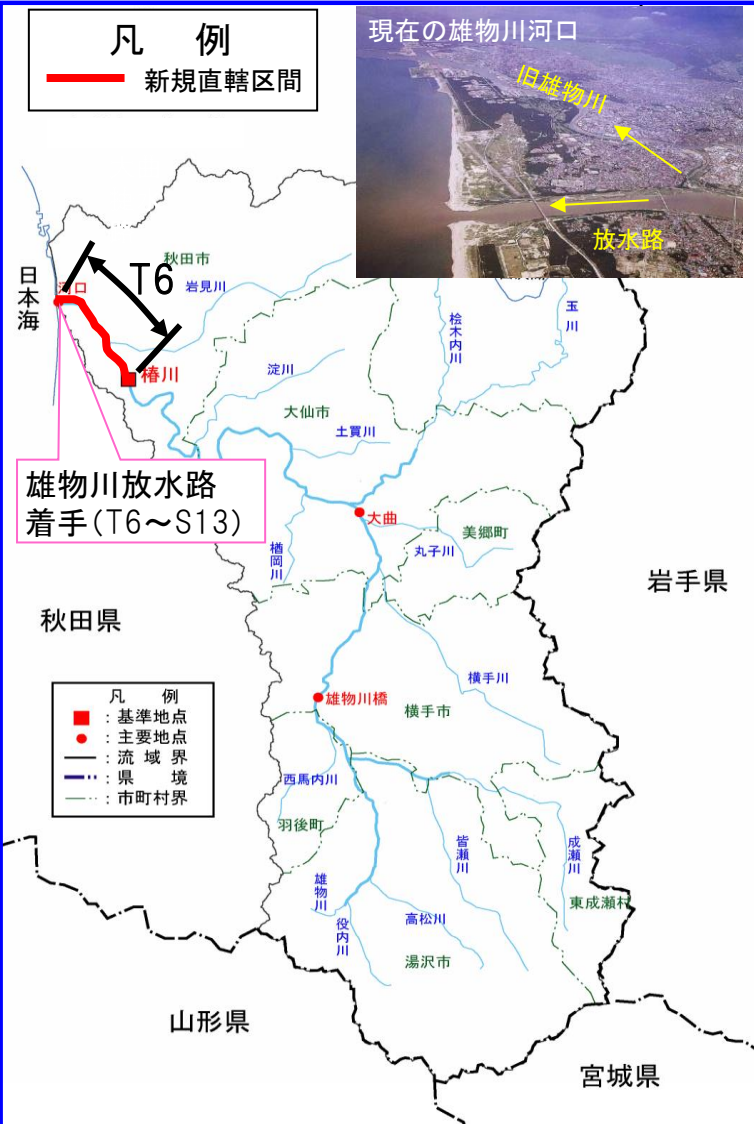 凡　例
新規直轄区間
現在の雄物川河口
旧雄物川
放水路
秋田市
T6
岩見川
日本海
河口
椿川
桧木内川
玉川
淀川
大仙市
土買川
雄物川放水路
着手(T6～S13)
大曲
美郷町
丸子川
楢岡川
岩手県
秋田県
横手川
雄物川橋
横手市
凡　例
：基準地点
：主要地点
：流 域 界
：県　　境
：市町村界
西馬内川
羽後町
皆瀬川
成瀬川
東成瀬村
雄物川
役内川
高松川
湯沢市
山形県
宮城県